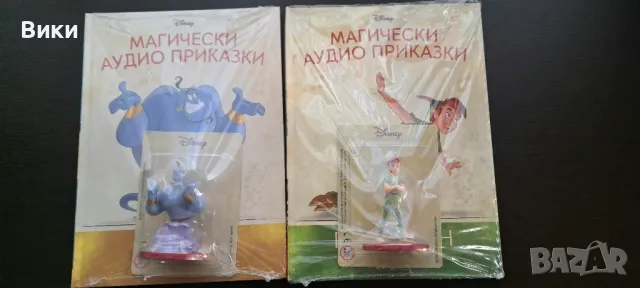 Вики
Disney
МАГИЧЕСКИ
АУДИО ПРИКАЗКИ
Disney
Disney
МАГИЧЕСКИ
АУДИО ПРИКАЗКИ
Disney
Н
BAZAR